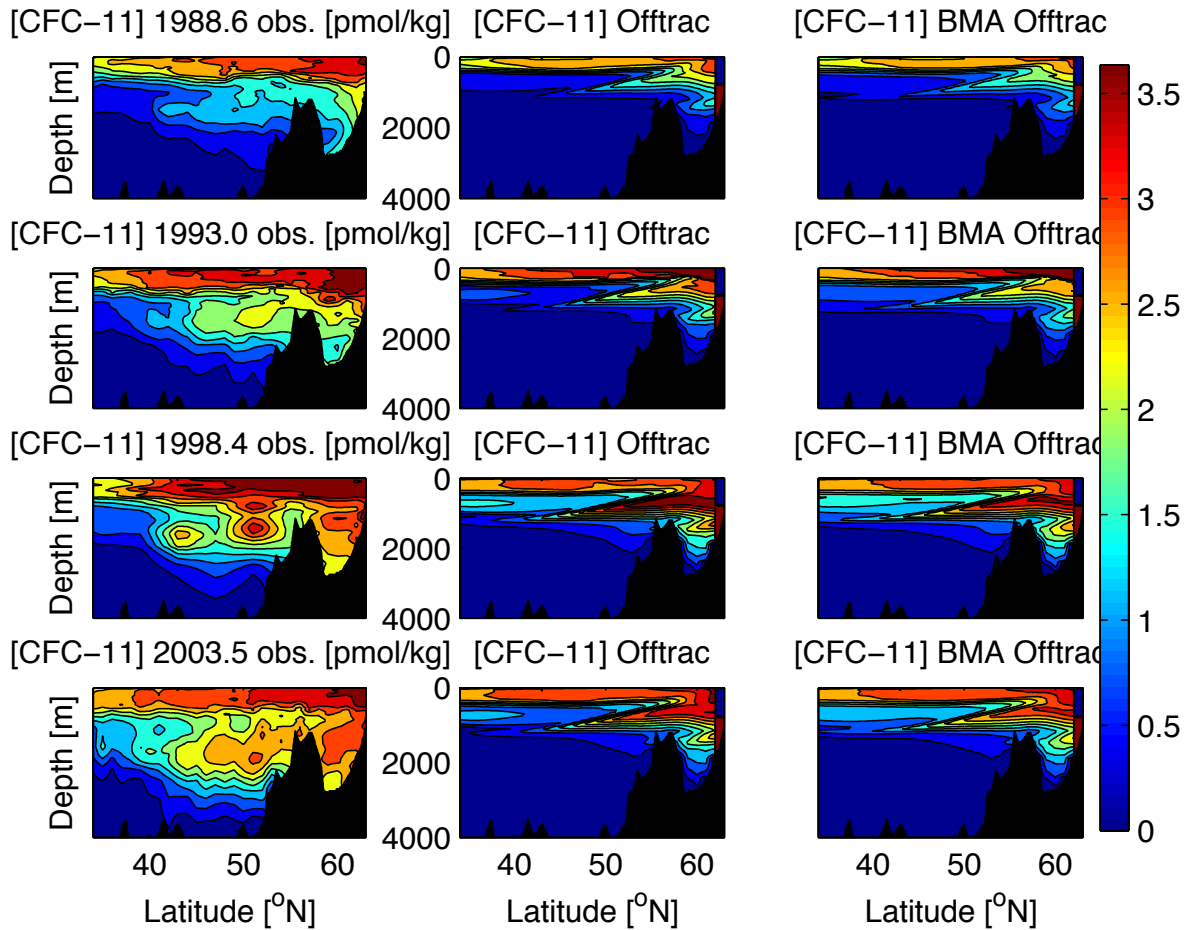 [CFC−11] 1988.6 obs. [pmol/kg] [CFC−11] Offtrac [CFC−11] BMA Offtrac
Depth [m]
0
2000
4000
3.5
3
2.5
2
1.5
1
0.5
0
[CFC−11] 1993.0 obs. [pmol/kg] [CFC−11] Offtrac [CFC−11] BMA Offtrac
Depth [m]
0
2000
4000
[CFC−11] 1998.4 obs. [pmol/kg] [CFC−11] Offtrac [CFC−11] BMA Offtrac
Depth [m]
0
2000
4000
[CFC−11] 2003.5 obs. [pmol/kg] [CFC−11] Offtrac [CFC−11] BMA Offtrac
Depth [m]
0
2000
4000
40 50 60 40 50 60 40 50 60
Latitude [°N] Latitude [°N] Latitude [°N]